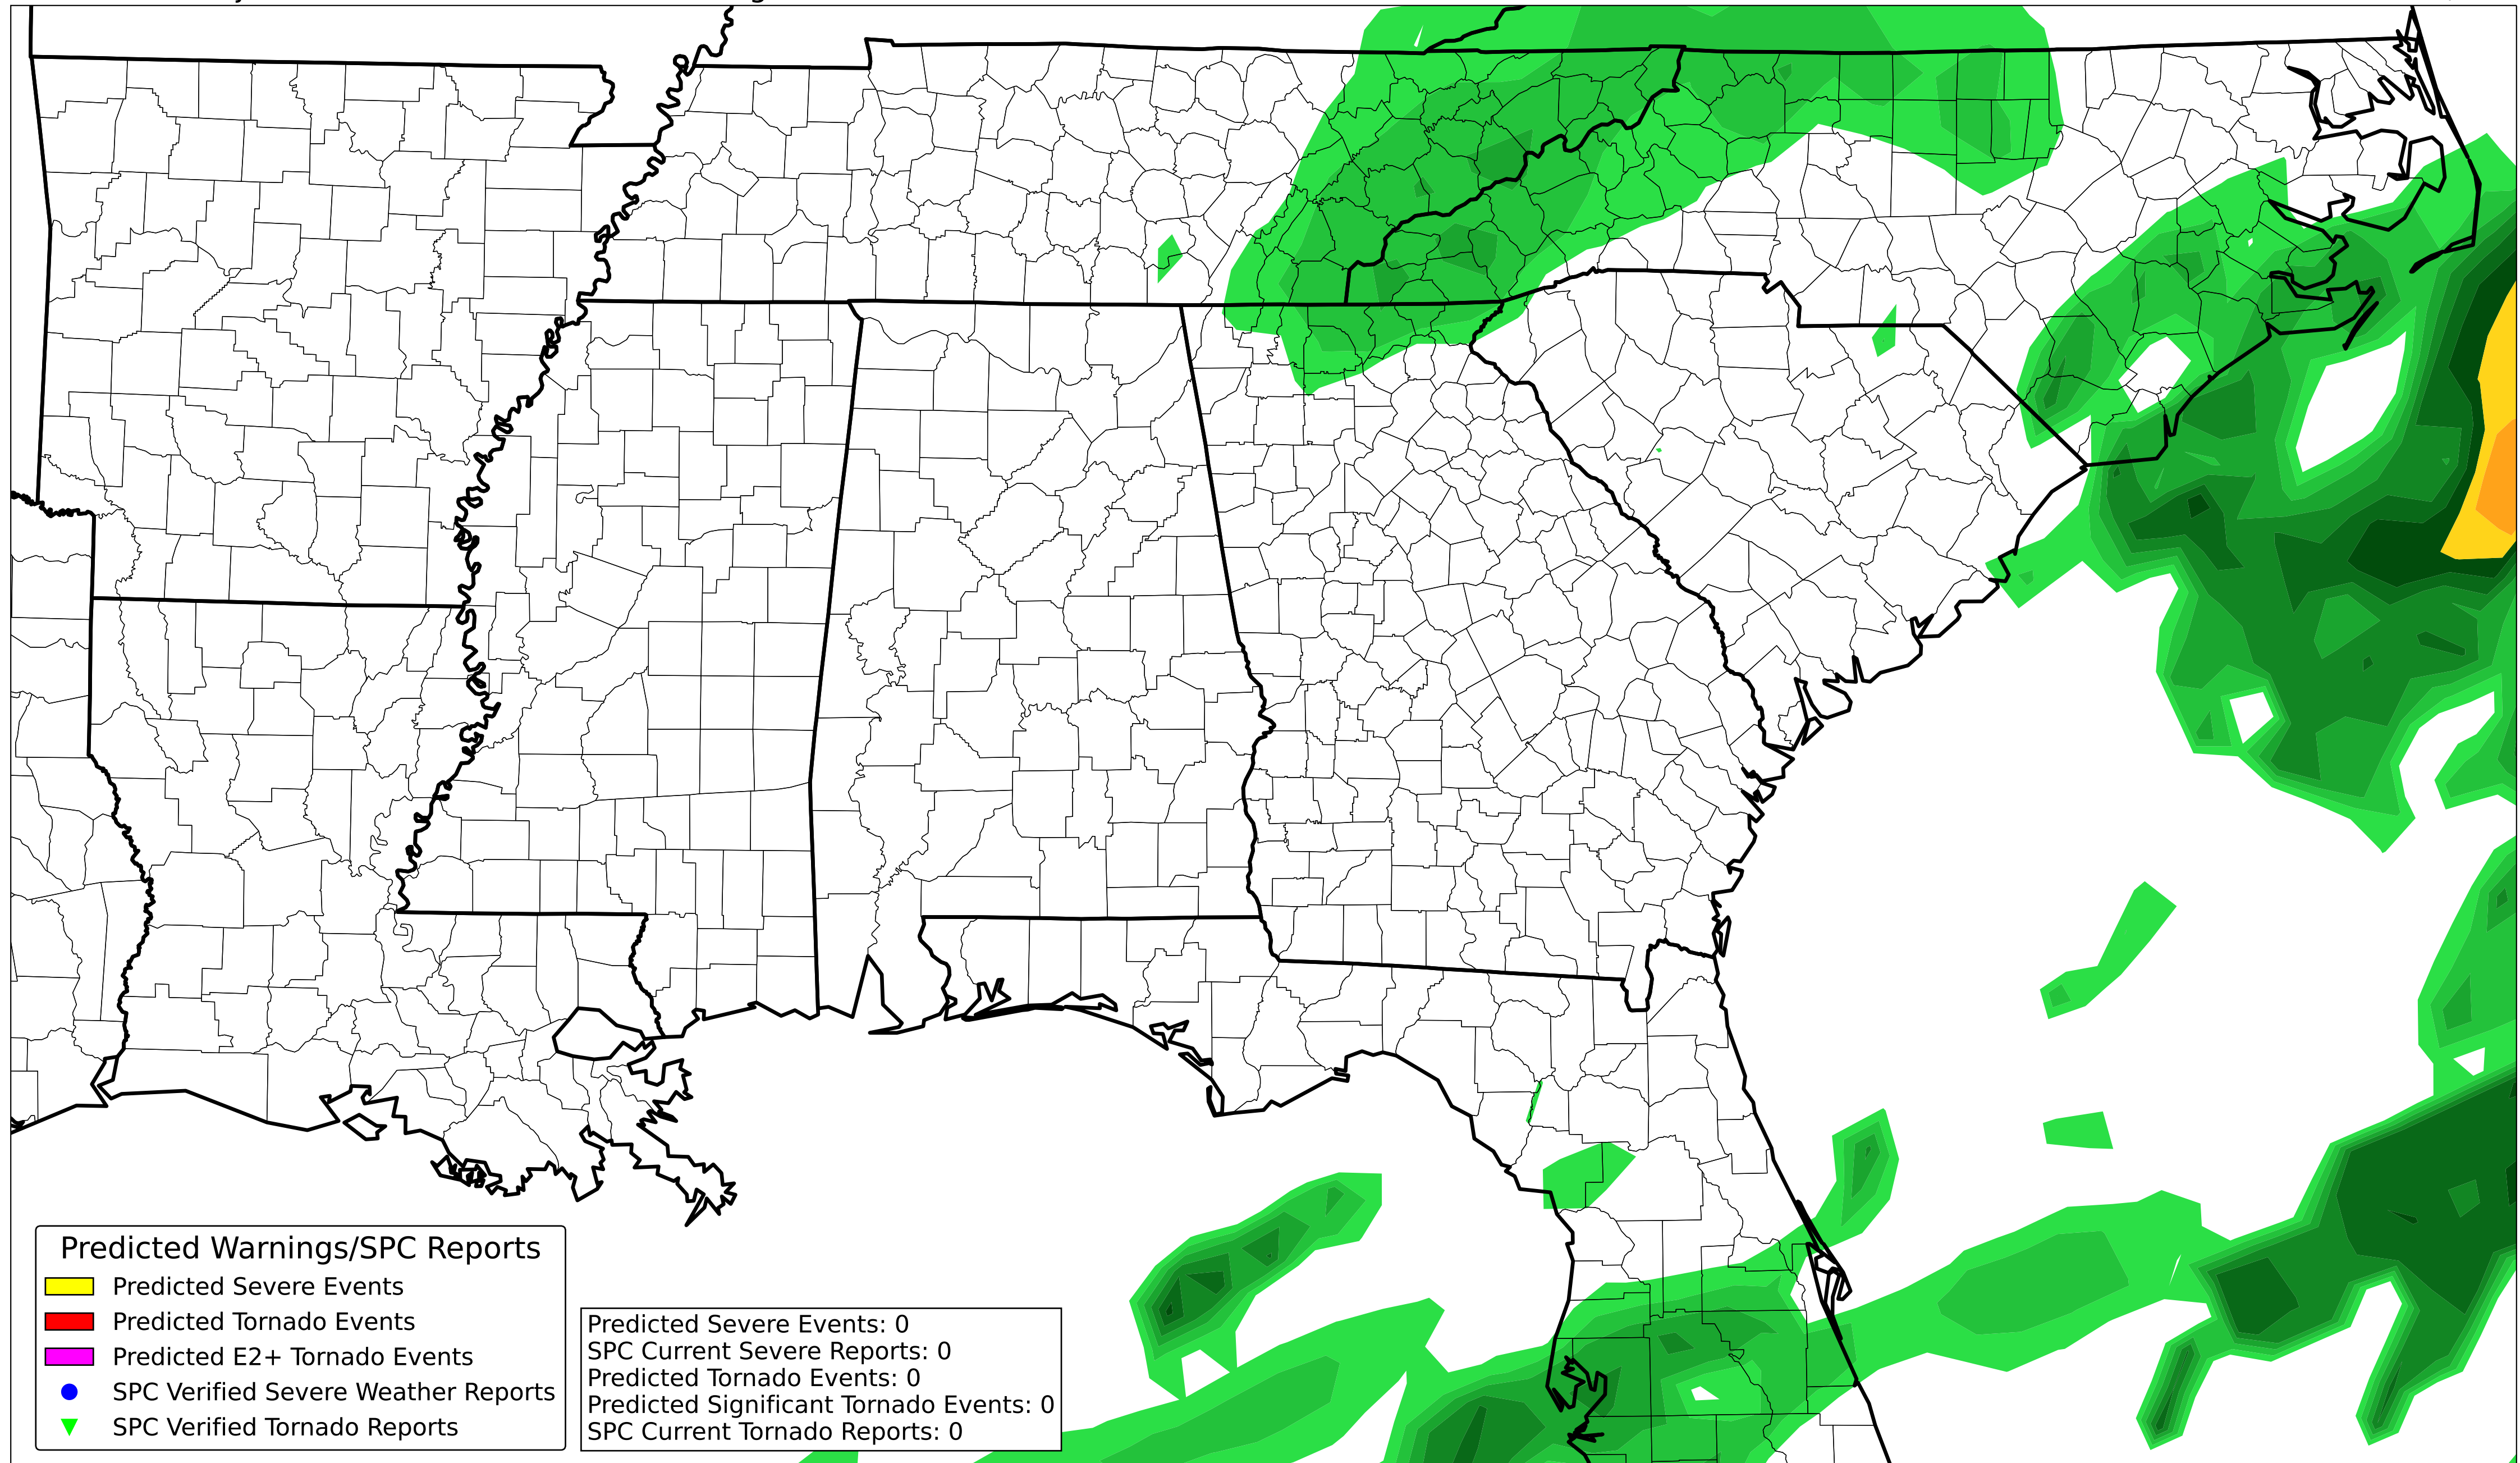 Predicted Warnings/SPC Reports
Predicted Severe Events
Predicted Tornado Events
Predicted E2+ Tornado Events
SPC Verified Severe Weather Reports
SPC Verified Tornado Reports
Predicted Severe Events: 0
SPC Current Severe Reports: 0
Predicted Tornado Events: 0
Predicted Significant Tornado Events: 0
SPC Current Tornado Reports: 0